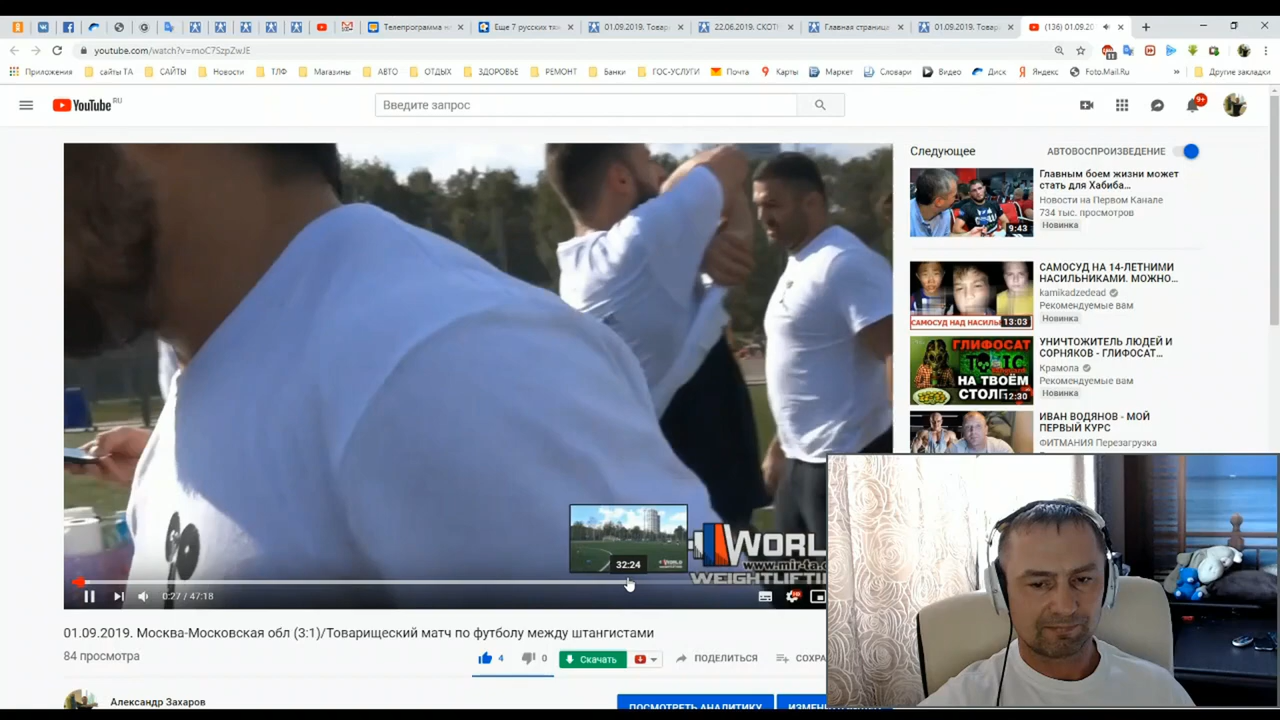 Телепрограмма на
Еще 7 русских тя
01.09.2019. Товар
22.06.2019. СКОТ
Главная страница
01.09.2019. Товар
(136) 01.09.20
youtube.com/watch?v=moC7SzpZwJE
11
Приложения
сайты ТА
САЙТЫ
Новости
ТЛФ
Магазины
АВТО
ОТДЫХ
ЗДОРОВЬЕ
РЕМОНТ
Банки
ГОС-УСЛУГИ
Почта
Карты
Маркет
Словари
Видео
Диск
Яндекс
Foto.Mail.Ru
»
Другие закладки
YouTube RU
Введите запрос
9+
Следующее
АВТОВОСПРОИЗВЕДЕНИЕ
Главным боем жизни может
стать для Хабиба...
Новости на Первом Канале
734 тыс. просмотров
Новинка
9:43
САМОСУД НА 14-ЛЕТНИМИ
НАСИЛЬНИКАМИ. МОЖНО...
kamikadzedead
Рекомендуемые вам
Новинка
САМОСУД НАД НАСИЛЬ
13:03
УНИЧТОЖИТЕЛЬ ЛЮДЕЙ И
СОРНЯКОВ - ГЛИФОСАТ...
Крамола
Рекомендуемые вам
Новинка
ГЛИФОСАТ
НА ТВОЁМ
СТОЛ
12:30
ИВАН ВОДЯНОВ - МОЙ
ПЕРВЫЙ КУРС
ФИТМАНИЯ Перезагрузка
32:24
WORL
www.mir-ta.
WEIGHTLIFTI
0:27 / 47:18
01.09.2019. Москва-Московская обл (3:1)/Товарищеский матч по футболу между штангистами
84 просмотра
4
0
Скачать
ПОДЕЛИТЬСЯ
СОХРА
Александр Захаров
ПОСМОТРЕТЬ АНАЛИТИКУ